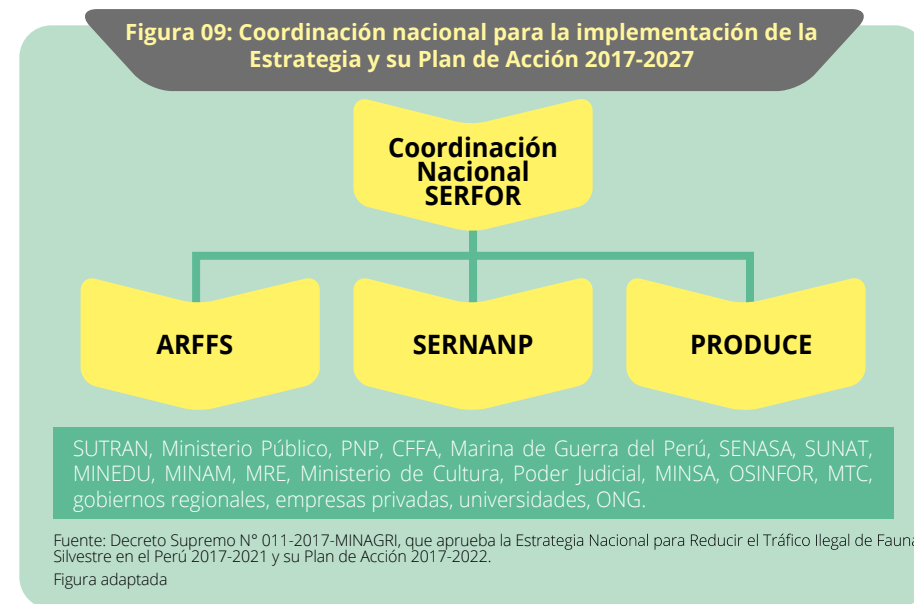 Figura 09: Coordinación nacional para la implementación de la
Estrategia y su Plan de Acción 2017-2027
Coordinación
Nacional
SERFOR
ARFFS
SERNANP
PRODUCE
SUTRAN, Ministerio Público, PNP, CFFA, Marina de Guerra del Perú, SENASA, SUNAT,
MINEDU, MINAM, MRE, Ministerio de Cultura, Poder Judicial, MINSA, OSINFOR, MTC,
gobiernos regionales, empresas privadas, universidades, ONG.
Fuente: Decreto Supremo N° 011-2017-MINAGRI, que aprueba la Estrategia Nacional para Reducir el Tráfico Ilegal de Fauna
Silvestre en el Perú 2017-2021 y su Plan de Acción 2017-2022.
Figura adaptada